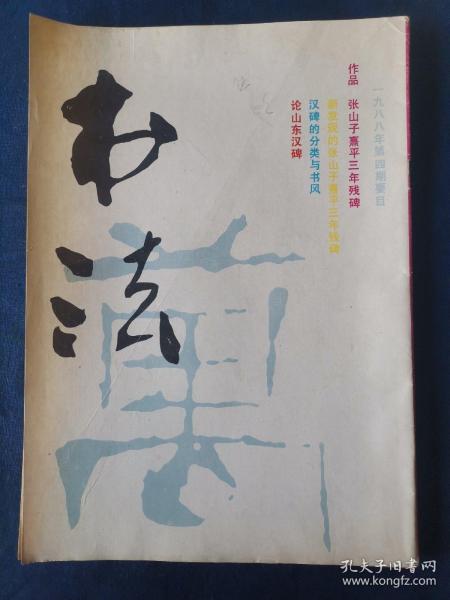 书法
一九八八年第四期要目
作品 张山子熹平三年残碑
新发现的张山子熹平三年残碑
汉碑的分类与书风
论山东汉碑
孔夫子旧书网
www.kongfz.com